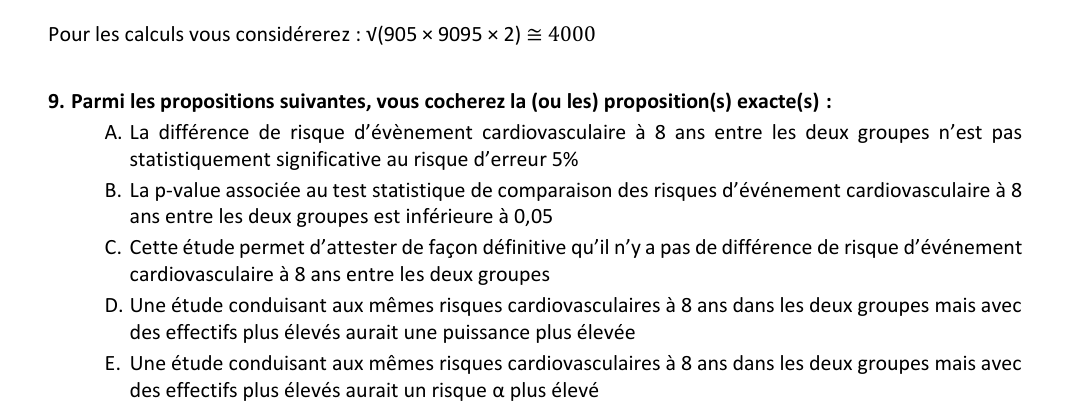 Pour les calculs vous considérerez : √(905 × 9095 × 2) ≅ 4000
9. Parmi les propositions suivantes, vous cocherez la (ou les) proposition(s) exacte(s) :
A. La différence de risque d’évènement cardiovasculaire à 8 ans entre les deux groupes n’est pas
statistiquement significative au risque d’erreur 5%
B. La p-value associée au test statistique de comparaison des risques d’événement cardiovasculaire à 8
ans entre les deux groupes est inférieure à 0,05
C. Cette étude permet d’attester de façon définitive qu’il n’y a pas de différence de risque d’événement
cardiovasculaire à 8 ans entre les deux groupes
D. Une étude conduisant aux mêmes risques cardiovasculaires à 8 ans dans les deux groupes mais avec
des effectifs plus élevés aurait une puissance plus élevée
E. Une étude conduisant aux mêmes risques cardiovasculaires à 8 ans dans les deux groupes mais avec
des effectifs plus élevés aurait un risque α plus élevé